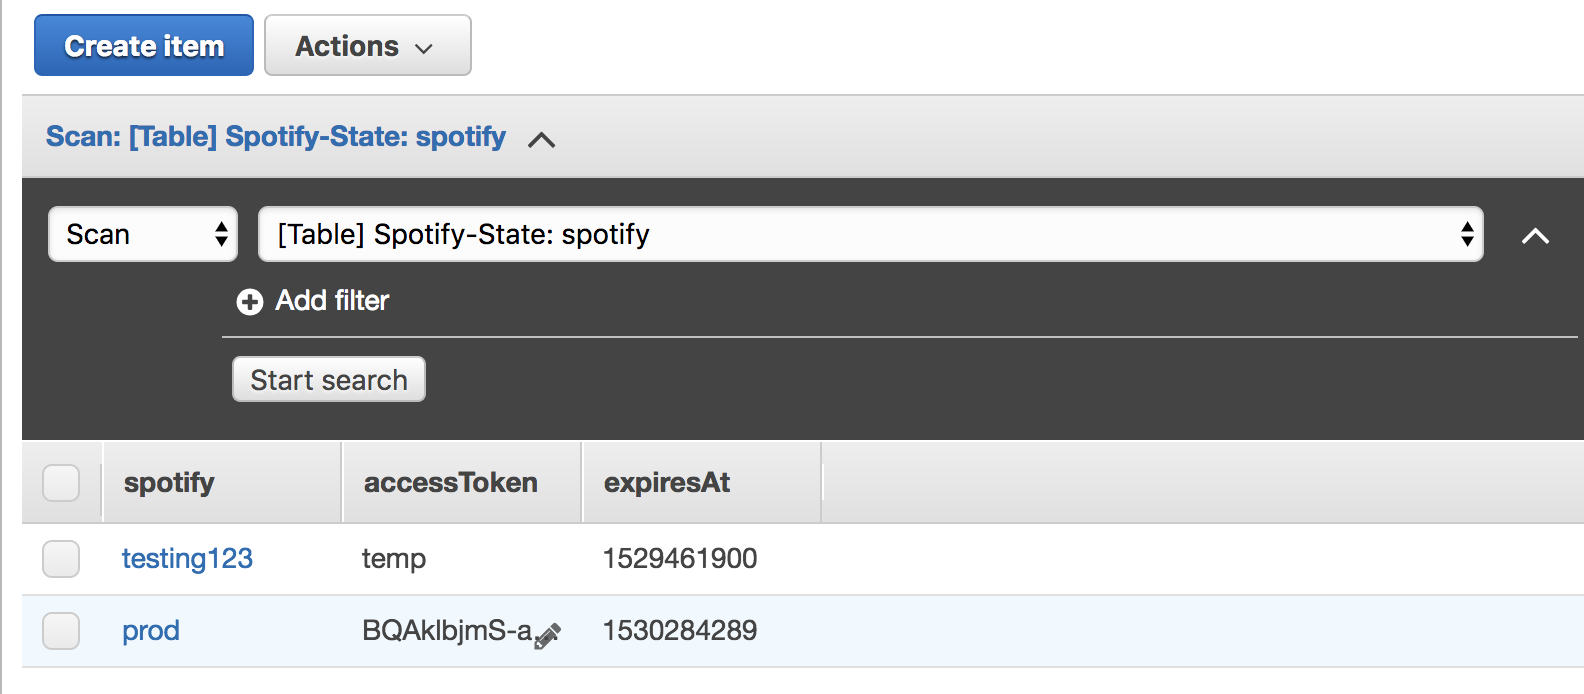 Create item Actions
Scan: [Table] Spotify-State: spotify
Scan [Table] Spotify-State: spotify
Add filter
Start search
spotify accessToken expiresAt
testing123 temp 1529461900
prod BQAklbjmS-a... 1530284289